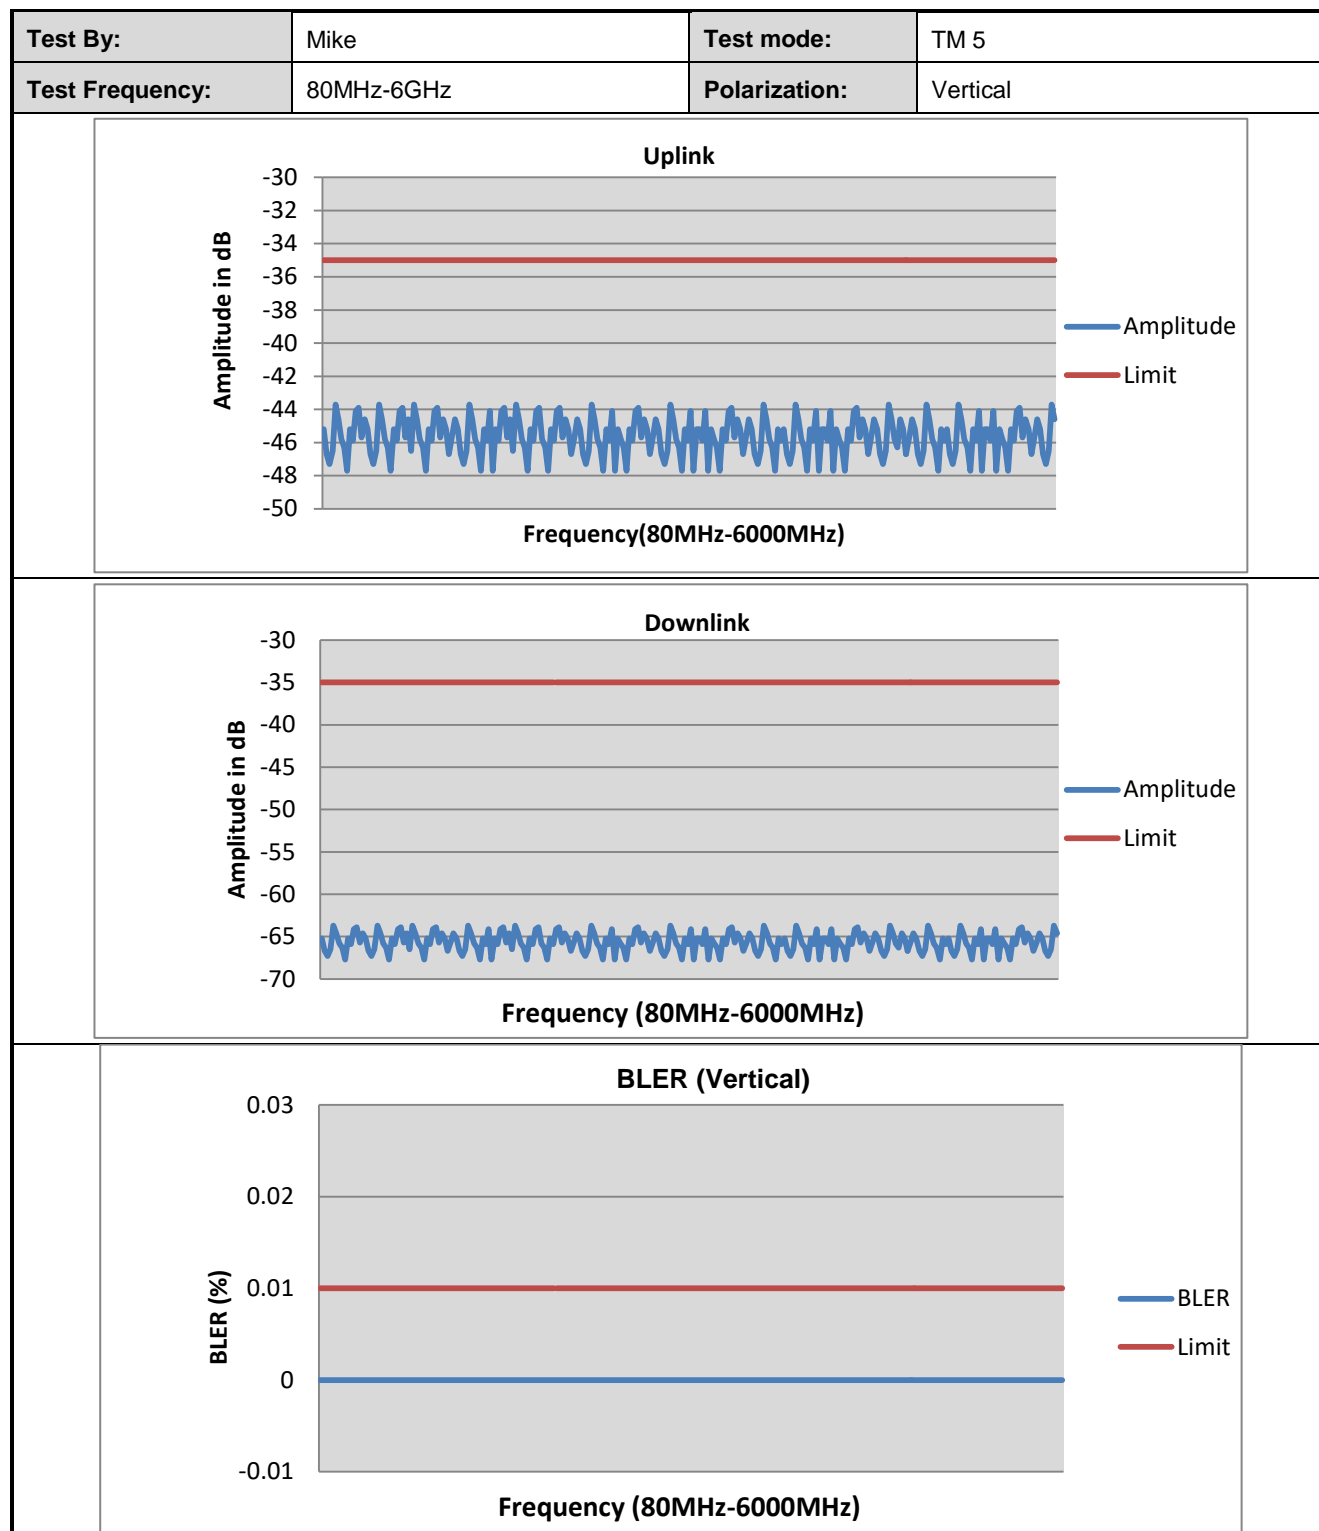 Test By: Mike Test mode: TM 5
Test Frequency: 80MHz-6GHz Polarization: Vertical
Uplink
-30
-32
-34
-36
-38
-40
-42
-44
-46
-48
-50
Amplitude in dB
Amplitude
Limit
Frequency(80MHz-6000MHz)
Downlink
-30
-35
-40
-45
-50
-55
-60
-65
-70
Amplitude in dB
Amplitude
Limit
Frequency (80MHz-6000MHz)
BLER (Vertical)
0.03
0.02
0.01
0
-0.01
BLER (%)
BLER
Limit
Frequency (80MHz-6000MHz)